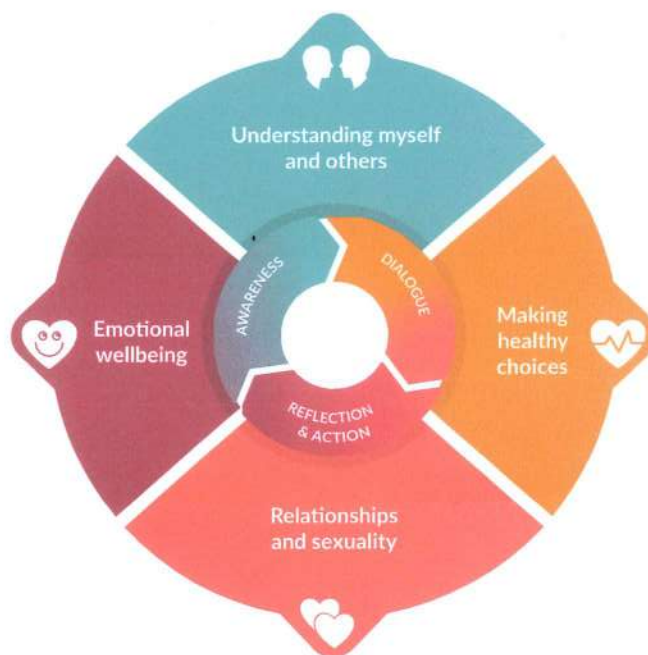 Understanding myself
and others
AWARENESS
DIALOGUE
Emotional
wellbeing
Making
healthy
choices
REFLECTION
& ACTION
Relationships
and sexuality